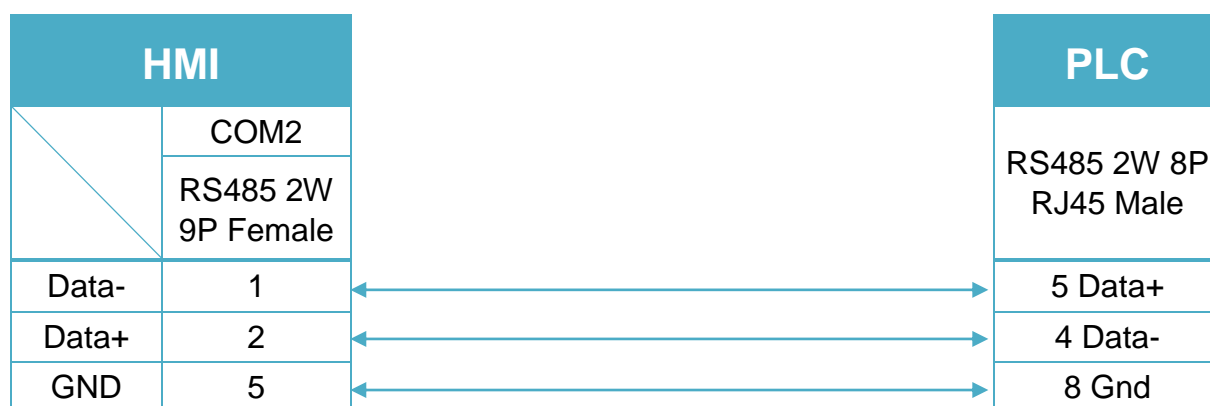 HMI
PLC
COM2
RS485 2W
9P Female
RS485 2W 8P
RJ45 Male
Data- 1 5 Data+
Data+ 2 4 Data-
GND 5 8 Gnd